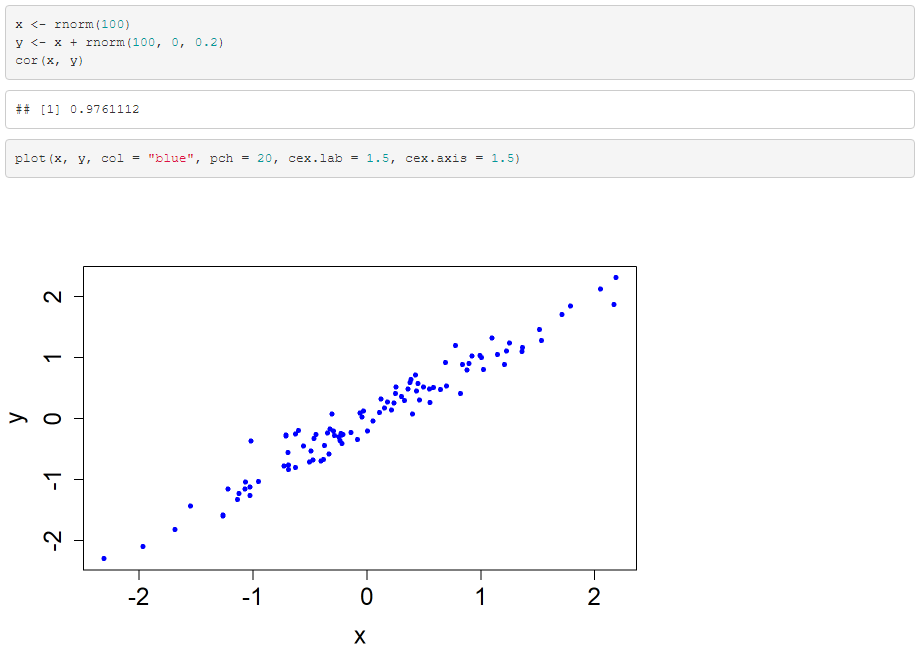 x <- rnorm(100)
y <- x + rnorm(100, 0, 0.2)
cor(x, y)
## [1] 0.9761112
plot(x, y, col = "blue", pch = 20, cex.lab = 1.5, cex.axis = 1.5)
2
1
0
-1
-2
y
-2 -1 0 1 2
x